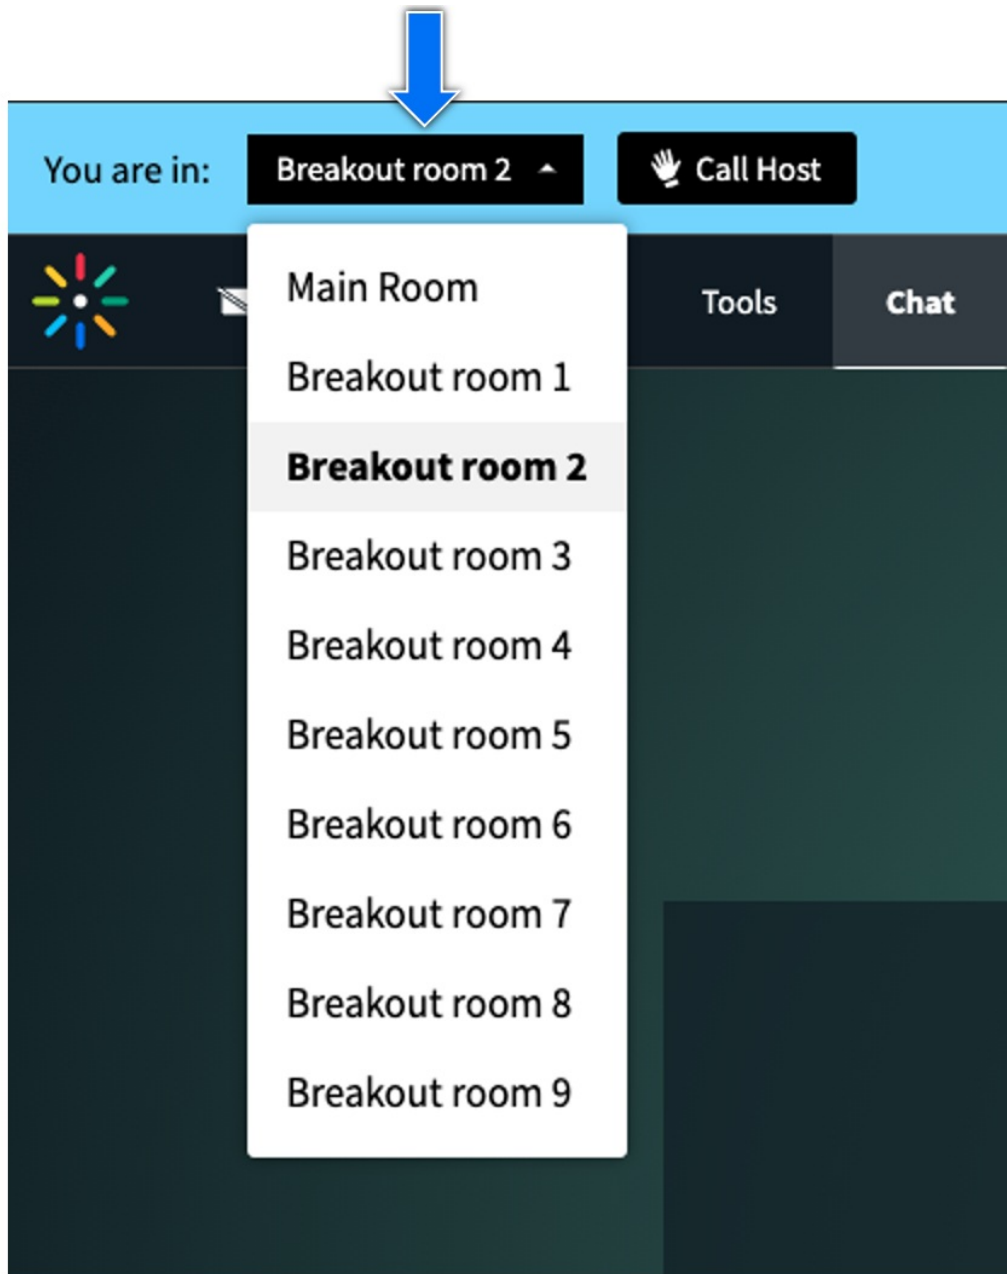 You are in: Breakout room 2 Call Host
Main Room
Tools Chat
Breakout room 1
Breakout room 2
Breakout room 3
Breakout room 4
Breakout room 5
Breakout room 6
Breakout room 7
Breakout room 8
Breakout room 9